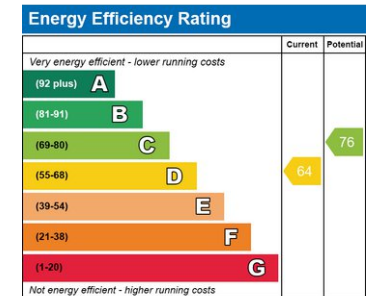 Energy Efficiency Rating
Current Potential
Very energy efficient - lower running costs
(92 plus) A
(81-91) B
(69-80) C
76
(55-68) D
64
(39-54) E
(21-38) F
(1-20) G
Not energy efficient - higher running costs